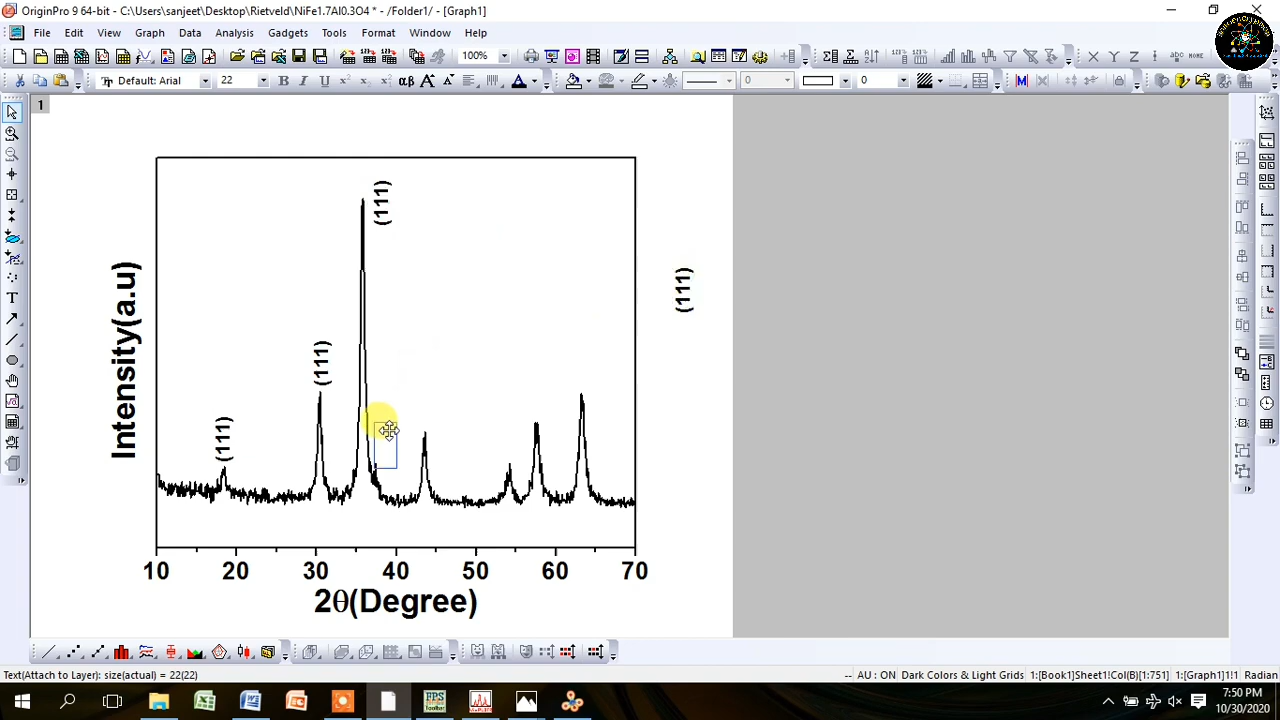 OriginPro 9 64-bit - C:\Users\sanjeet\Desktop\Rietveld\NiFe1.7Al0.3O4 * - /Folder1/ - [Graph1]
File Edit View Graph Data Analysis Gadgets Tools Format Window Help
100%
Default: Arial 22 B I U αβ A A A 0 0
1
(111)
(111)
(111)
(111)
Intensity(a.u)
10 20 30 40 50 60 70
2θ(Degree)
Text(Attach to Layer): size(actual) = 22(22)
AU : ON Dark Colors & Light Grids 1:[Book1]Sheet1!Col(B)[1:751] 1:[Graph1]1!1 Radian
7:50 PM
10/30/2020